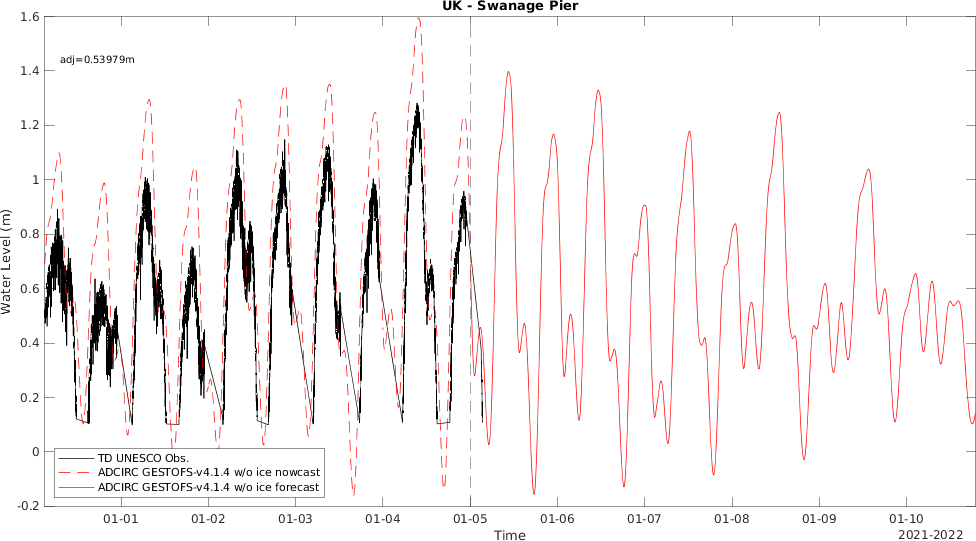 UK - Swanage Pier
adj=0.53979m
1.6
1.4
1.2
1
0.8
0.6
0.4
0.2
0
-0.2
Water Level (m)
TD UNESCO Obs.
ADCIRC GESTOFS-v4.1.4 w/o ice nowcast
ADCIRC GESTOFS-v4.1.4 w/o ice forecast
01-01 01-02 01-03 01-04 01-05 01-06 01-07 01-08 01-09 01-10
Time
2021-2022